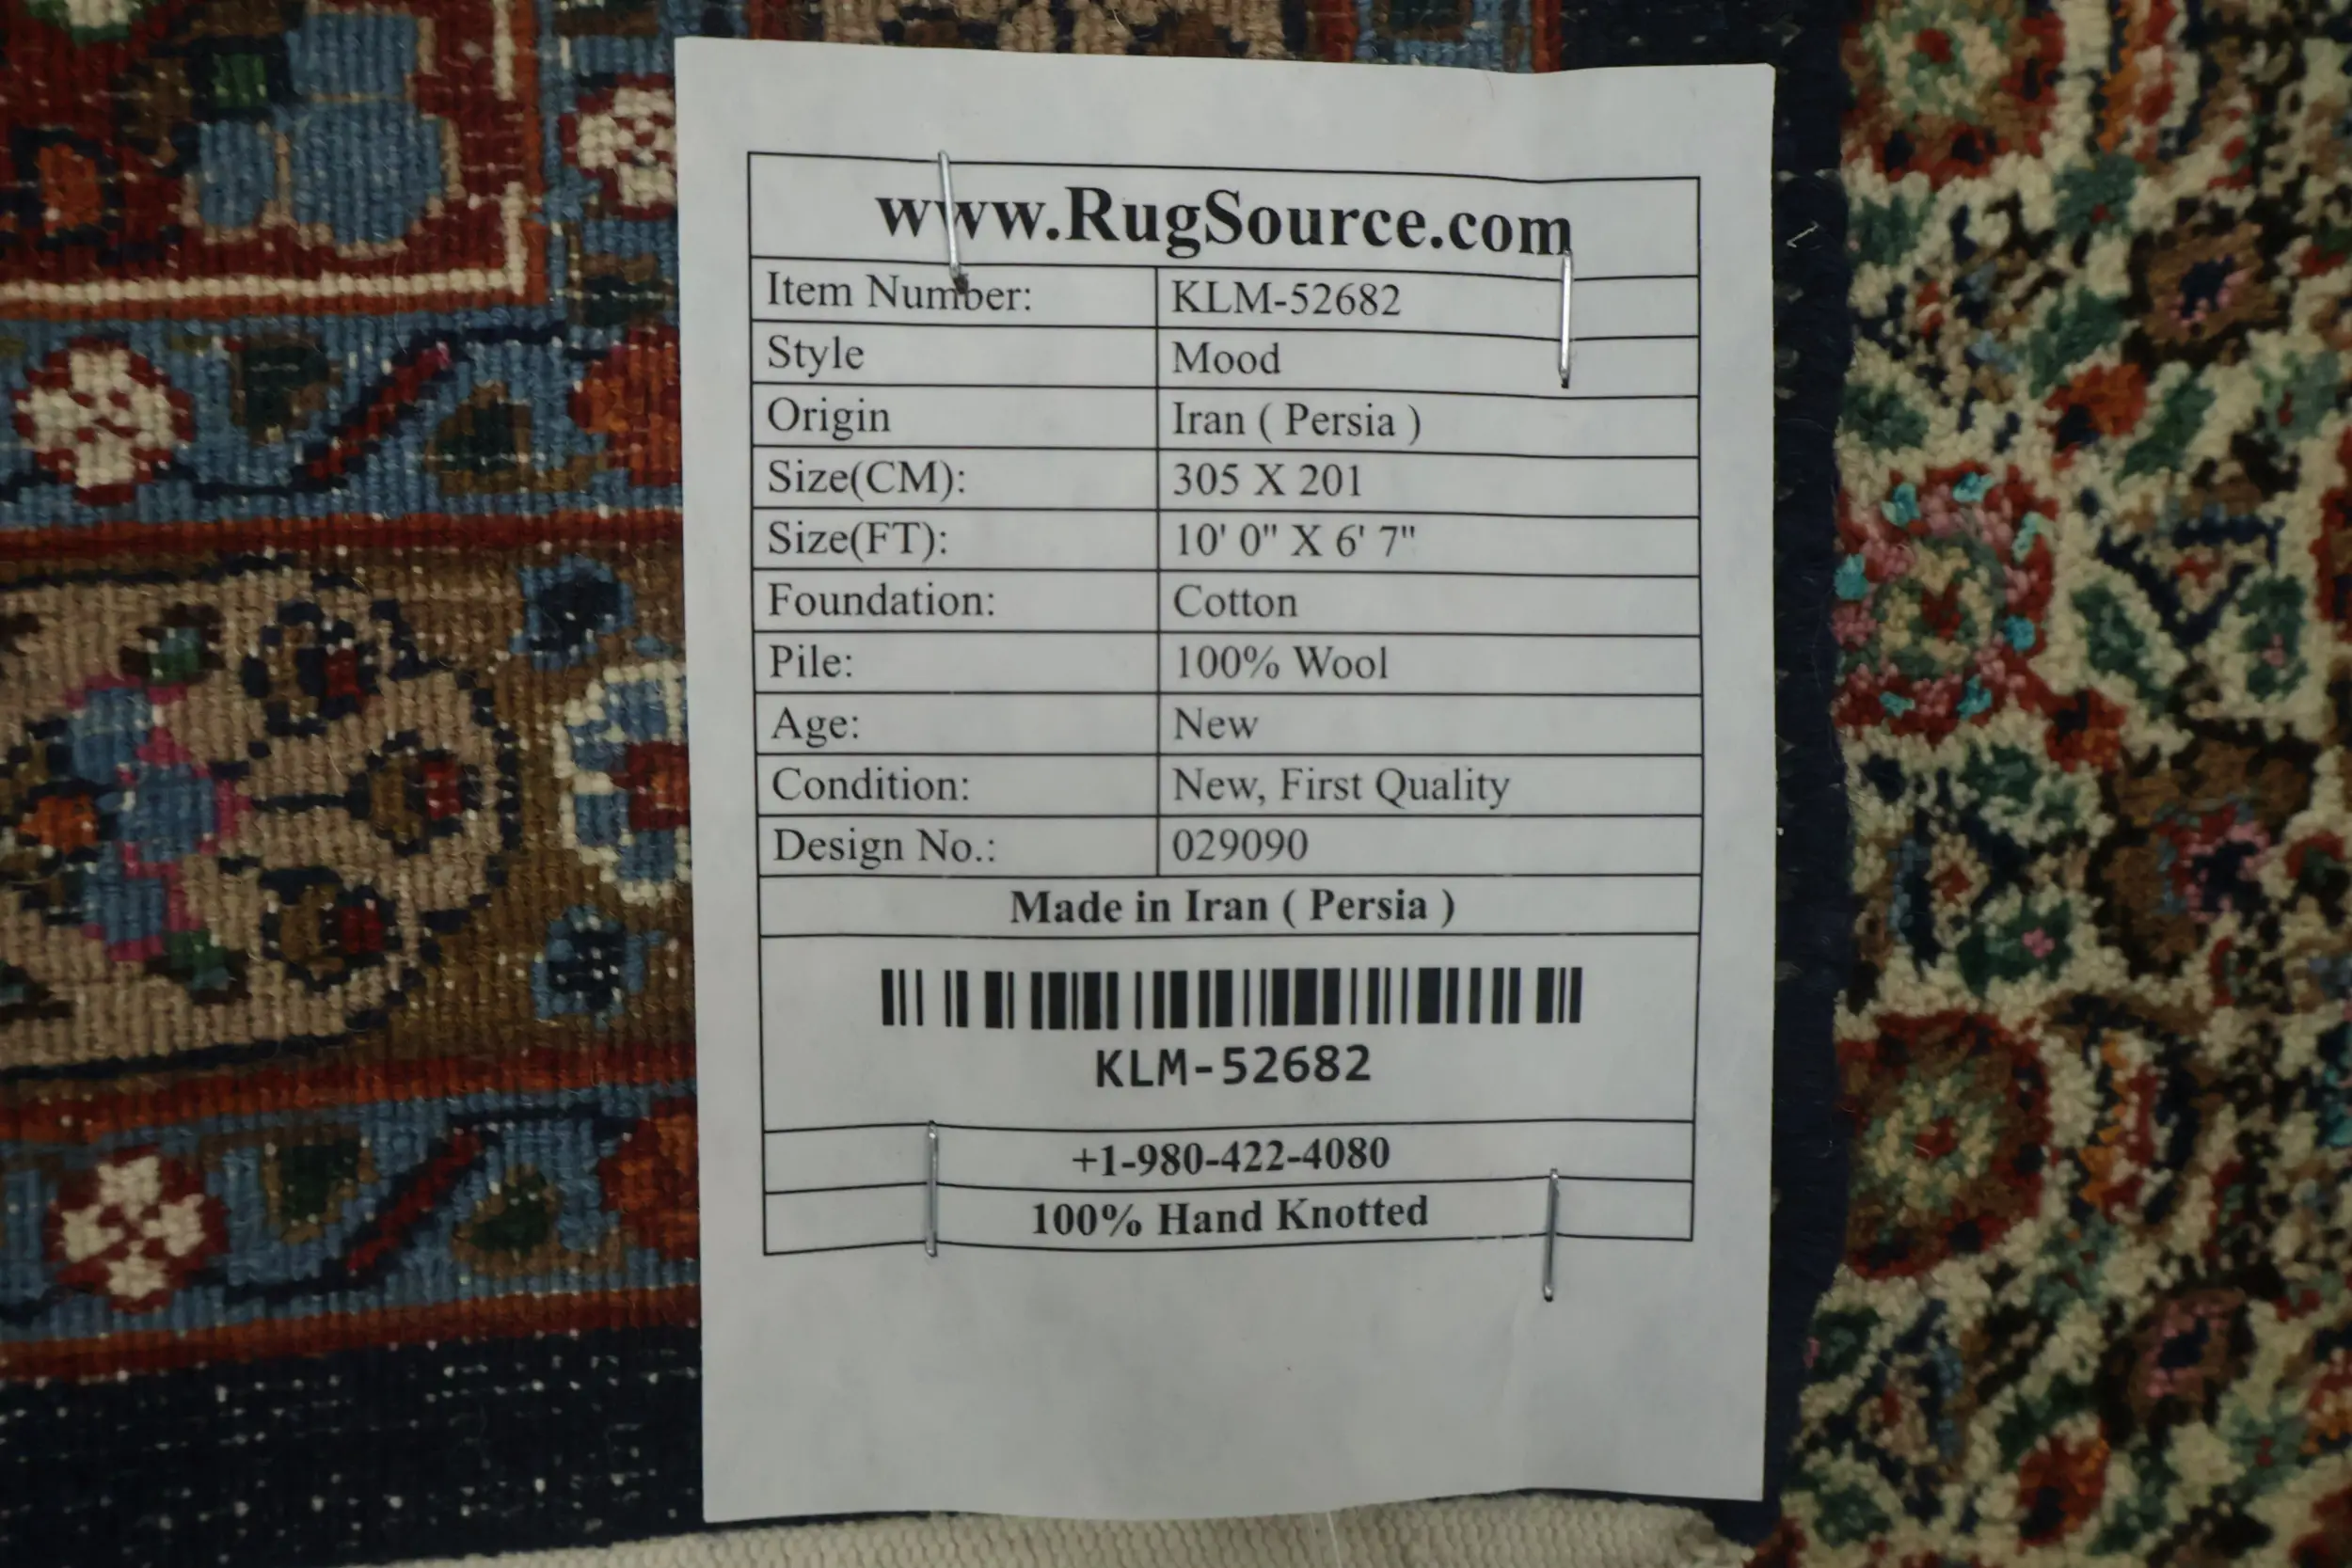 www.RugSource.com
Item Number: KLM-52682
Style Mood
Origin Iran ( Persia )
Size(CM): 305 X 201
Size(FT): 10' 0" X 6' 7"
Foundation: Cotton
Pile: 100% Wool
Age: New
Condition: New, First Quality
Design No.: 029090
Made in Iran ( Persia )
KLM-52682
+1-980-422-4080
100% Hand Knotted